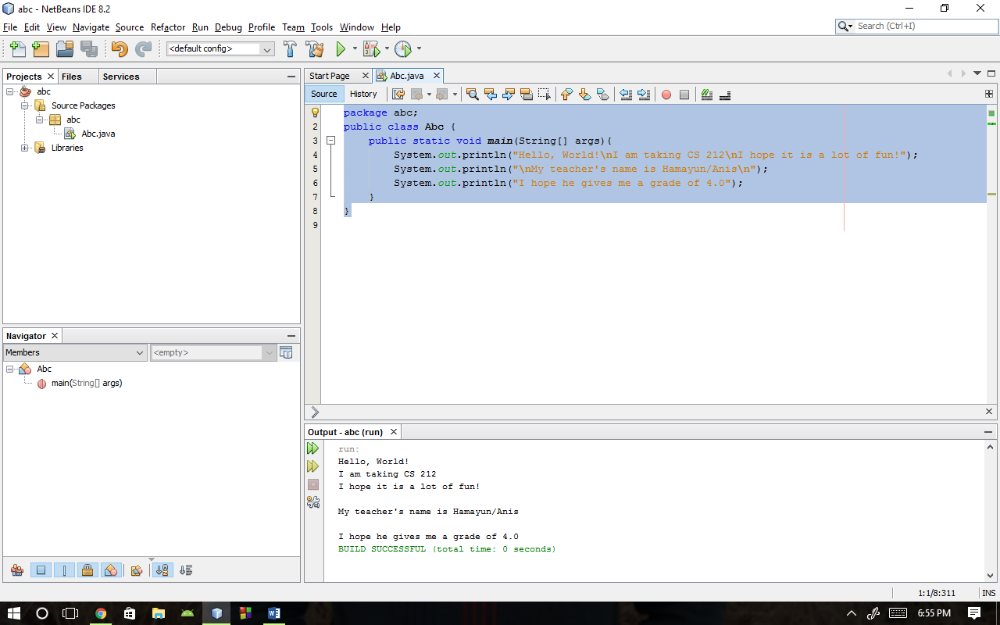 abc - NetBeans IDE 8.2
File Edit View Navigate Source Refactor Run Debug Profile Team Tools Window Help
Search (Ctrl+I)
<default config>
Projects Files Services
abc
Source Packages
abc
Abc.java
Libraries
Start Page Abc.java
Source History
1
2
3
4
5
6
7
8
9
package abc;
public class Abc {
public static void main(String[] args){
System.out.println("Hello, World!\nI am taking CS 212\nI hope it is a lot of fun!");
System.out.println("\nMy teacher's name is Hamayun/Anis\n");
System.out.println("I hope he gives me a grade of 4.0");
}
}
Navigator
Members <empty>
Abc
main(String[] args)
Output - abc (run)
run:
Hello, World!
I am taking CS 212
I hope it is a lot of fun!
My teacher's name is Hamayun/Anis
I hope he gives me a grade of 4.0
BUILD SUCCESSFUL (total time: 0 seconds)
1:1/8:311 INS
6:55 PM